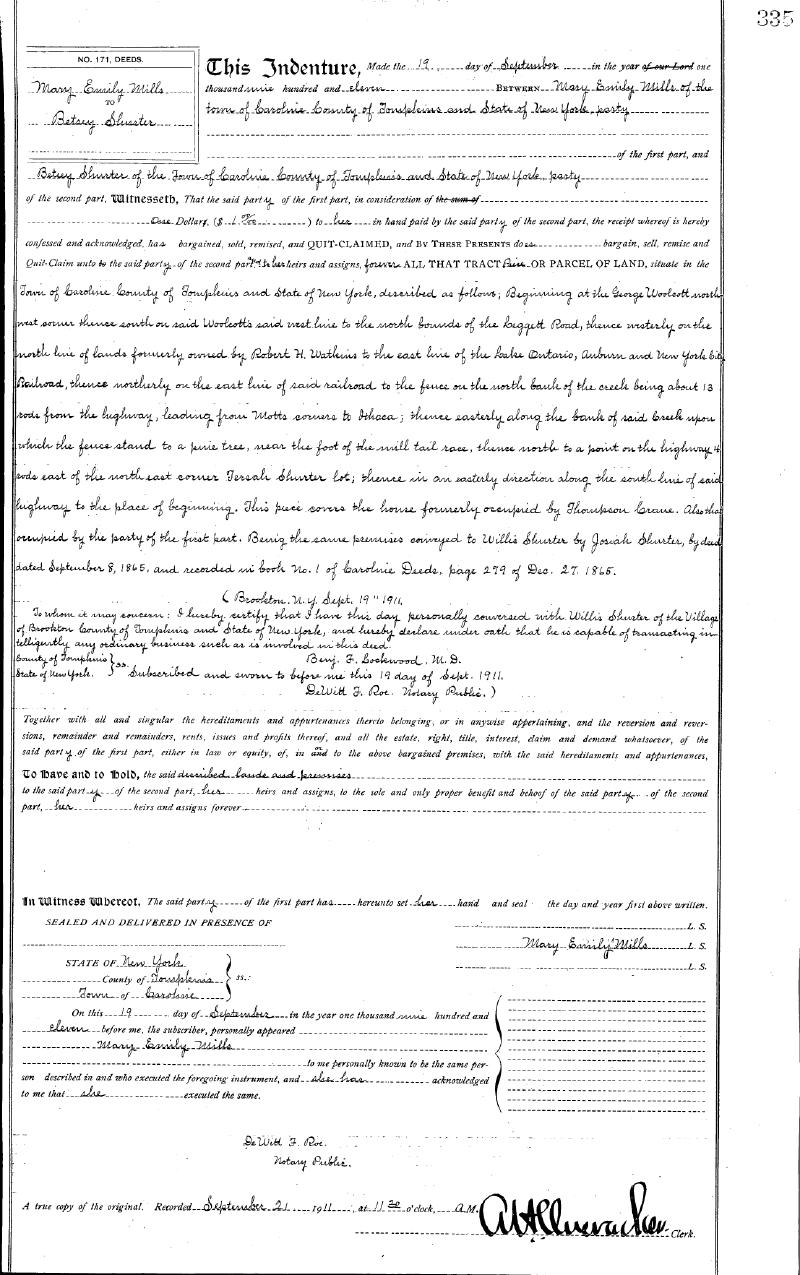 335
NO. 171, DEEDS.
Mary Emily Mills
TO
Betsey Shurter
This Indenture, Made the 19 day of September in the year of our Lord one
thousand nine hundred and eleven BETWEEN Mary Emily Mills of the
town of Caroline County of Tompkins and State of New York party
of the first part, and
Betsey Shurter of the Town of Caroline County of Tompkins and State of New York party
of the second part, Witnesseth, That the said party of the first part, in consideration of the sum of
One Dollars, ($ 1 ) to her in hand paid by the said party of the second part, the receipt whereof is hereby
confessed and acknowledged, has bargained, sold, remised, and QUIT-CLAIMED, and BY THESE PRESENTS does bargain, sell, remise and
Quit-Claim unto to the said party of the second part & to her heirs and assigns, forever ALL THAT TRACT Piece OR PARCEL OF LAND, situate in the
Town of Caroline County of Tompkins and State of New York, described as follows; Beginning at the George Woolcott north
west corner thence south on said Woolcott's said west line to the north bounds of the Leggett Road, thence westerly on the
north line of lands formerly owned by Robert H. Watkins to the east line of the Lake Ontario, Auburn and New York City
Railroad, thence northerly on the east line of said railroad to the fence on the north bank of the creek being about 13
rods from the highway, leading from Motts corners to Ithaca; thence easterly along the bank of said Creek upon
which the fence stand to a pine tree, near the foot of the mill tail race, thence north to a point on the highway 4
rods east of the north east corner Tersah Shurter lot; thence in an easterly direction along the south line of said
highway to the place of beginning. This piece covers the house formerly occupied by Thompson Crane. Also that
occupied by the party of the first part. Being the same premises conveyed to Willis Shurter by Josiah Shurter, by deed
dated September 8, 1865, and recorded in book No. 1 of Caroline Deeds, page 279 of Dec. 27. 1865.
( Brookton. N.Y. Sept. 19" 1911.
To whom it may concern: I hereby certify that I have this day personally conversed with Willis Shurter of the Village
of Brookton County of Tompkins and State of New York, and hereby declare under oath that he is capable of transacting in-
telligently any ordinary business such as is involved in this deed.
Benj. F. Lockwood, M.D.
County of Tompkins } ss.
State of New York. Subscribed and sworn to before me this 19 day of Sept. 1911.
DeWitt F. Roe. Notary Public. )
Together with all and singular the hereditaments and appurtenances thereto belonging, or in anywise appertaining, and the reversion and rever-
sions, remainder and remainders, rents, issues and profits thereof, and all the estate, right, title, interest, claim and demand whatsoever, of the
said party of the first part, either in law or equity, of, in and to the above bargained premises, with the said hereditaments and appurtenances,
To Have and to Hold, the said described lands and premises
to the said party of the second part, her heirs and assigns, to the sole and only proper benefit and behoof of the said party of the second
part, her heirs and assigns forever
In Witness Whereof, The said party of the first part has hereunto set her hand and seal the day and year first above written.
SEALED AND DELIVERED IN PRESENCE OF
L. S.
Mary Emily Mills L. S.
L. S.
STATE OF New York
County of Tompkins } ss.:
Town of Caroline
On this 19 day of September in the year one thousand nine hundred and
eleven before me, the subscriber, personally appeared
Mary Emily Mills
to me personally known to be the same per-
son described in and who executed the foregoing instrument, and she has acknowledged
to me that she executed the same.
DeWitt F. Roe.
Notary Public.
A true copy of the original. Recorded September 21 1911, at 11 30 o'clock, A M.
Clerk.